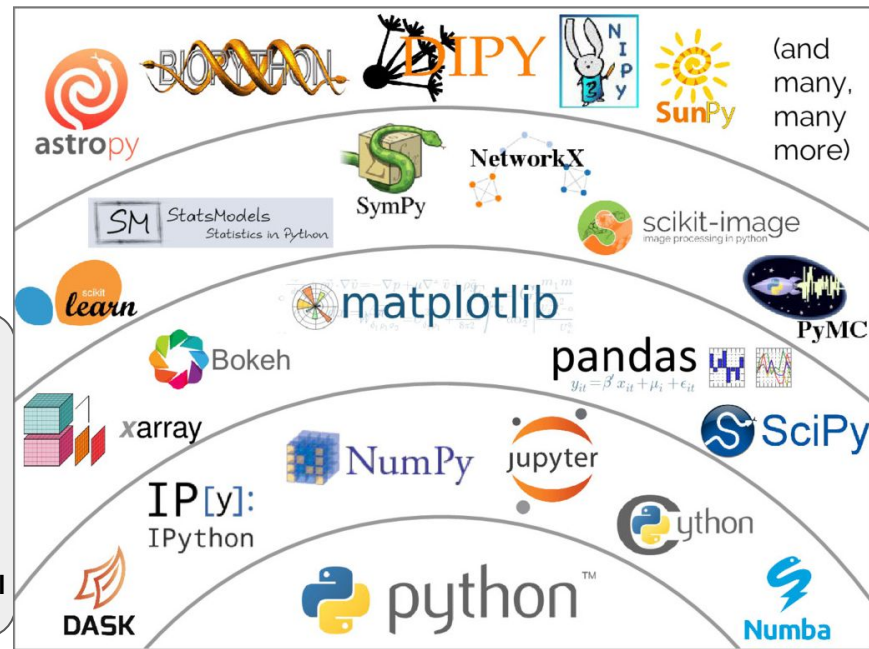 BIOPYTHON
DIPY
NIPY
(and
many,
many
more)
astropy
SunPy
SymPy
NetworkX
SM StatsModels
Statistics in Python
scikit-image
image processing in python
scikit
learn
matplotlib
PyMC
Bokeh
pandas
xarray
SciPy
NumPy
jupyter
IP[y]:
IPython
Cython
DASK
python™
Numba